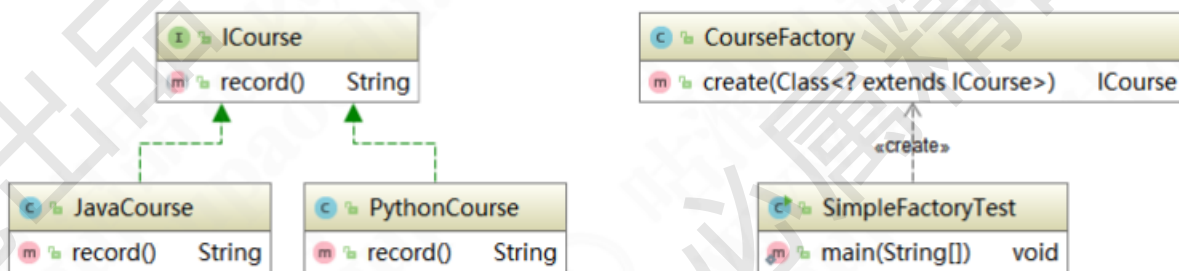 ICourse
record() String
CourseFactory
create(Class<? extends ICourse>) ICourse
«create»
JavaCourse
record() String
PythonCourse
record() String
SimpleFactoryTest
main(String[]) void